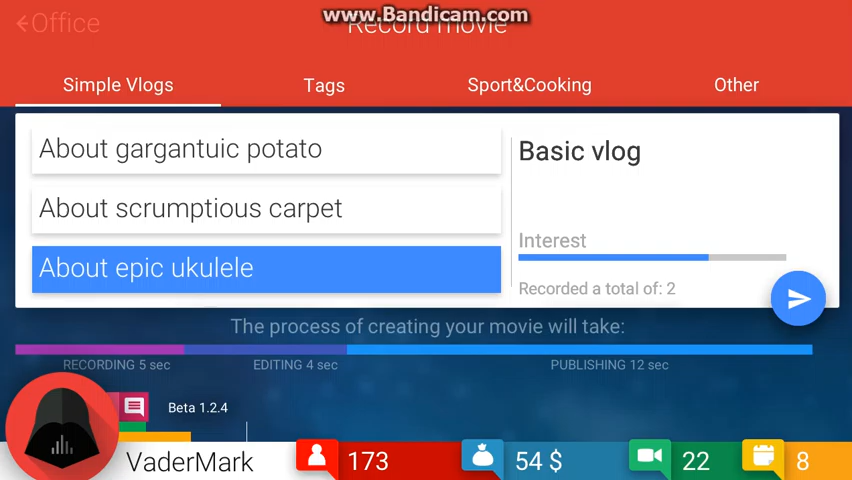 www.Bandicam.com
Office
Record movie
Simple Vlogs
Tags
Sport&Cooking
Other
About gargantuic potato
About scrumptious carpet
About epic ukulele
Basic vlog
Interest
Recorded a total of: 2
The process of creating your movie will take:
RECORDING 5 sec
EDITING 4 sec
PUBLISHING 12 sec
Beta 1.2.4
VaderMark
173
54 $
22
8